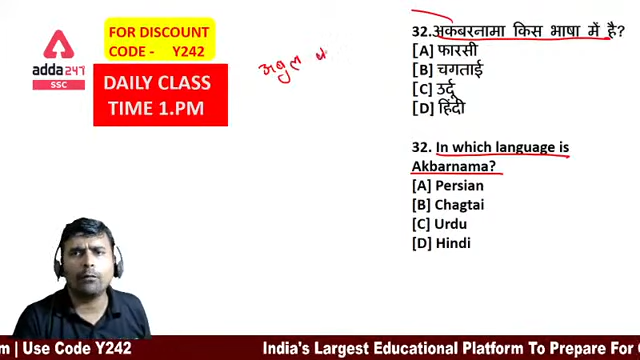 FOR DISCOUNT
CODE - Y242
adda247
SSC
DAILY CLASS
TIME 1.PM
अबुल
32. अकबरनामा किस भाषा में है?
[A] फारसी
[B] चगताई
[C] उर्दू
[D] हिंदी
32. In which language is
Akbarnama?
[A] Persian
[B] Chagtai
[C] Urdu
[D] Hindi
m | Use Code Y242
India's Largest Educational Platform To Prepare For